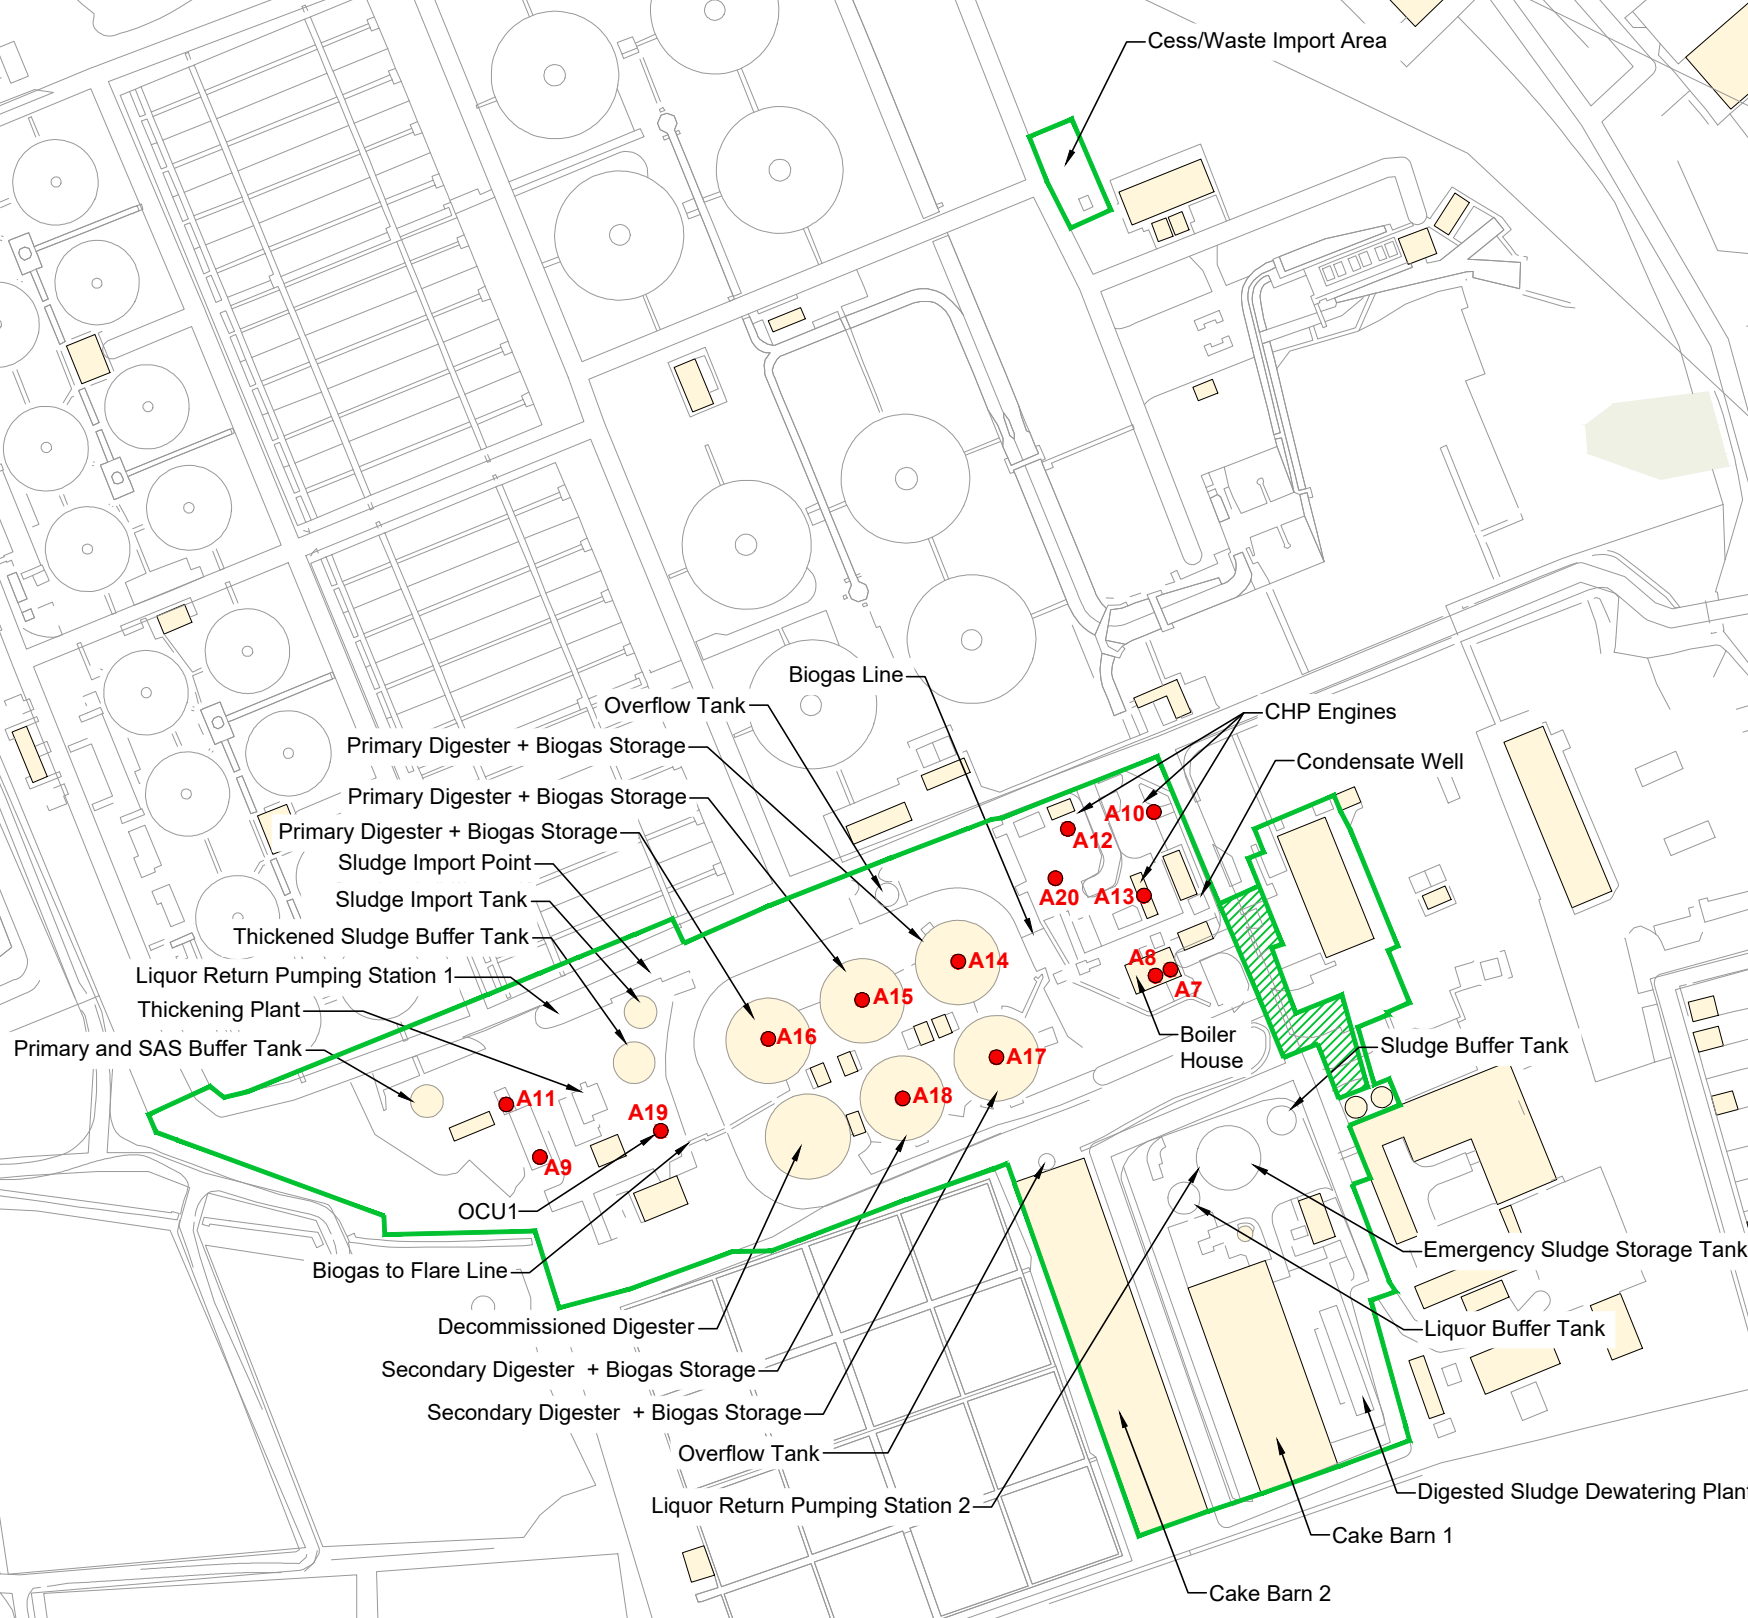 Cess/Waste Import Area
Biogas Line
Overflow Tank
CHP Engines
Primary Digester + Biogas Storage
Condensate Well
Primary Digester + Biogas Storage
A10
Primary Digester + Biogas Storage
A12
Sludge Import Point
Sludge Import Tank
A20
A13
Thickened Sludge Buffer Tank
A8
A14
Liquor Return Pumping Station 1
A7
A15
Thickening Plant
A16
Boiler
House
Primary and SAS Buffer Tank
Sludge Buffer Tank
A17
A11
A18
A19
A9
OCU1
Emergency Sludge Storage Tank
Biogas to Flare Line
Decommissioned Digester
Liquor Buffer Tank
Secondary Digester + Biogas Storage
Secondary Digester + Biogas Storage
Overflow Tank
Digested Sludge Dewatering Plant
Liquor Return Pumping Station 2
Cake Barn 1
Cake Barn 2